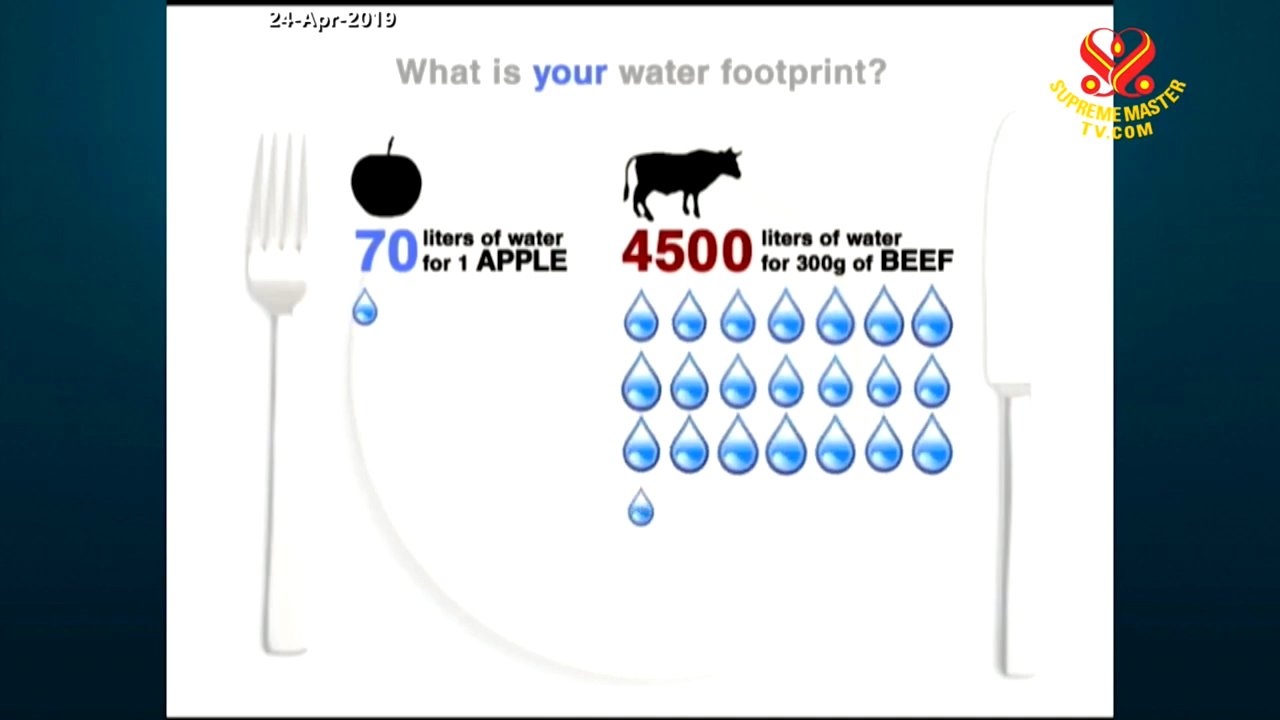 24-Apr-2019
What is your water footprint?
SUPREME MASTER
TV.COM
70 liters of water
for 1 APPLE
4500 liters of water
for 300g of BEEF